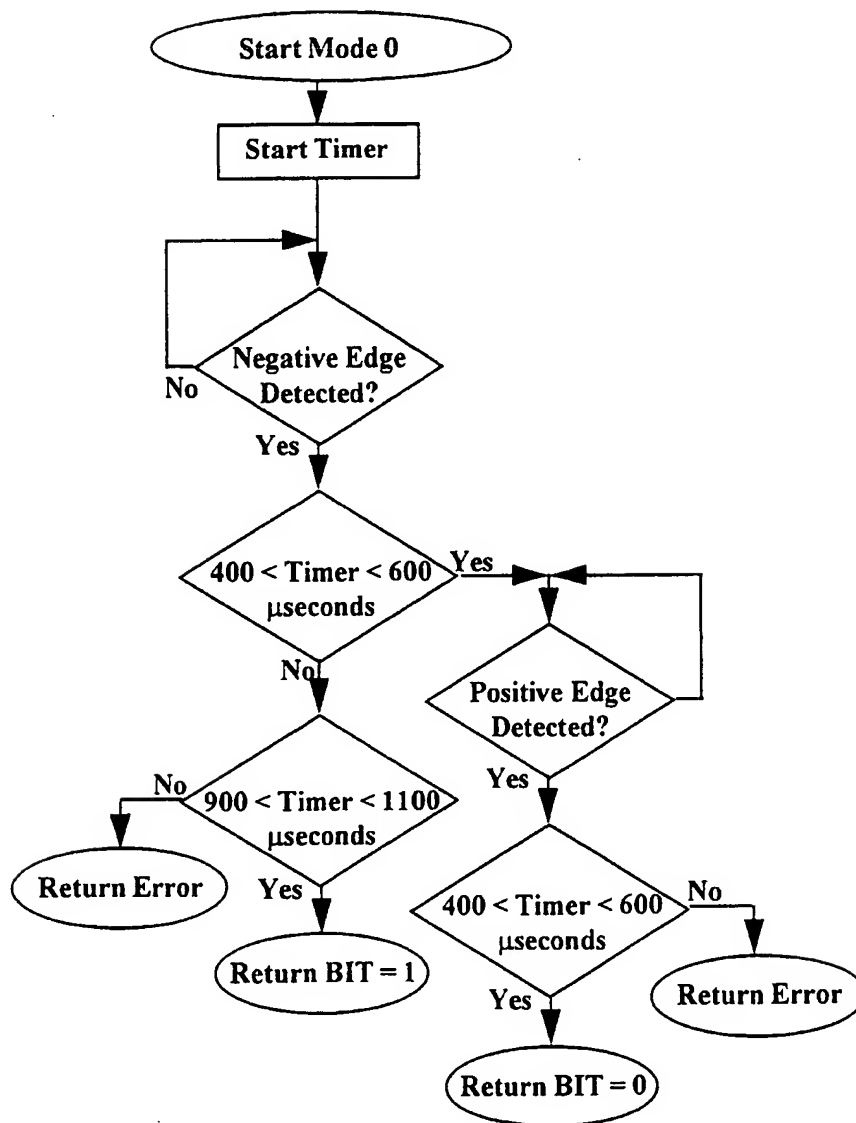 Start Mode 0
Start Timer
Negative Edge
Detected?
No
Yes
400 < Timer < 600
μseconds
Yes
No
Positive Edge
Detected?
Yes
No
900 < Timer < 1100
μseconds
Return Error
Yes
Return BIT = 1
400 < Timer < 600
μseconds
No
Yes
Return Error
Return BIT = 0